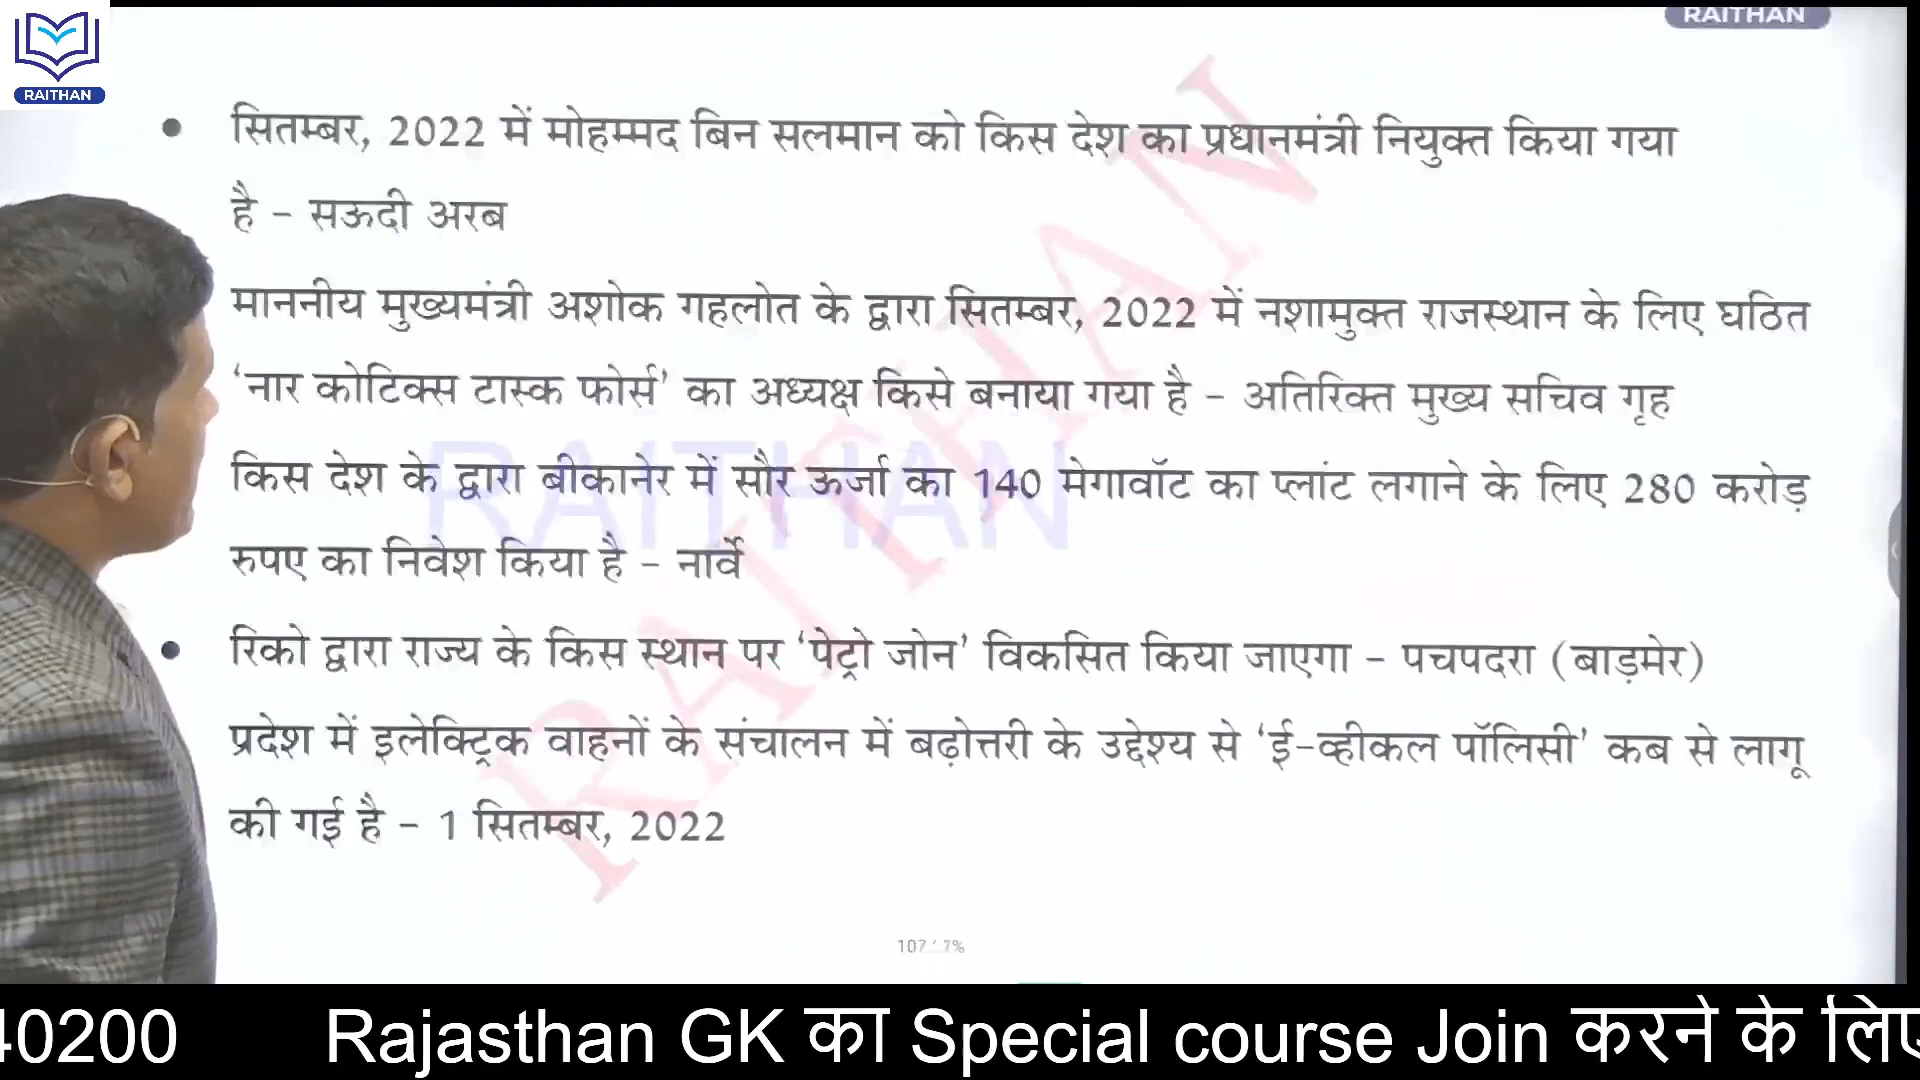 RAITHAN
RAITHAN
सितम्बर, 2022 में मोहम्मद बिन सलमान को किस देश का प्रधानमंत्री नियुक्त किया गया
है - सऊदी अरब
माननीय मुख्यमंत्री अशोक गहलोत के द्वारा सितम्बर, 2022 में नशामुक्त राजस्थान के लिए घठित
‘नार कोटिक्स टास्क फोर्स’ का अध्यक्ष किसे बनाया गया है - अतिरिक्त मुख्य सचिव गृह
किस देश के द्वारा बीकानेर में सौर ऊर्जा का 140 मेगावॉट का प्लांट लगाने के लिए 280 करोड़
रुपए का निवेश किया है - नार्वे
रिको द्वारा राज्य के किस स्थान पर ‘पेट्रो जोन’ विकसित किया जाएगा - पचपदरा (बाड़मेर)
प्रदेश में इलेक्ट्रिक वाहनों के संचालन में बढ़ोत्तरी के उद्देश्य से ‘ई-व्हीकल पॉलिसी’ कब से लागू
की गई है - 1 सितम्बर, 2022
RAITHAN
RAITHAN
40200 Rajasthan GK का Special course Join करने के लिए